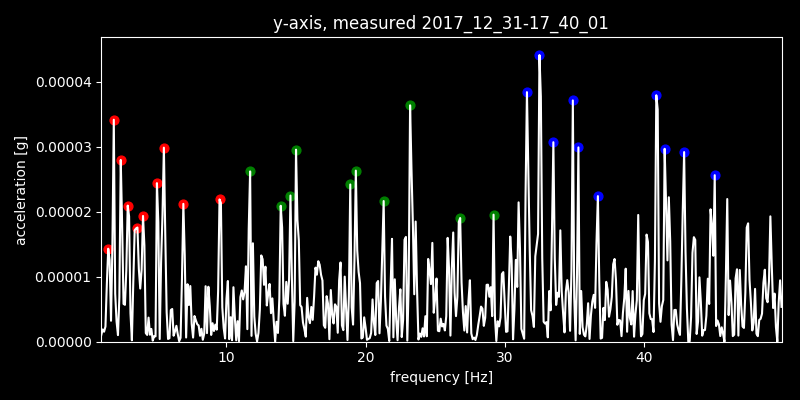 y-axis, measured 2017_12_31-17_40_01
0.00004
0.00003
0.00002
0.00001
0.00000
acceleration [g]
10 20 30 40
frequency [Hz]